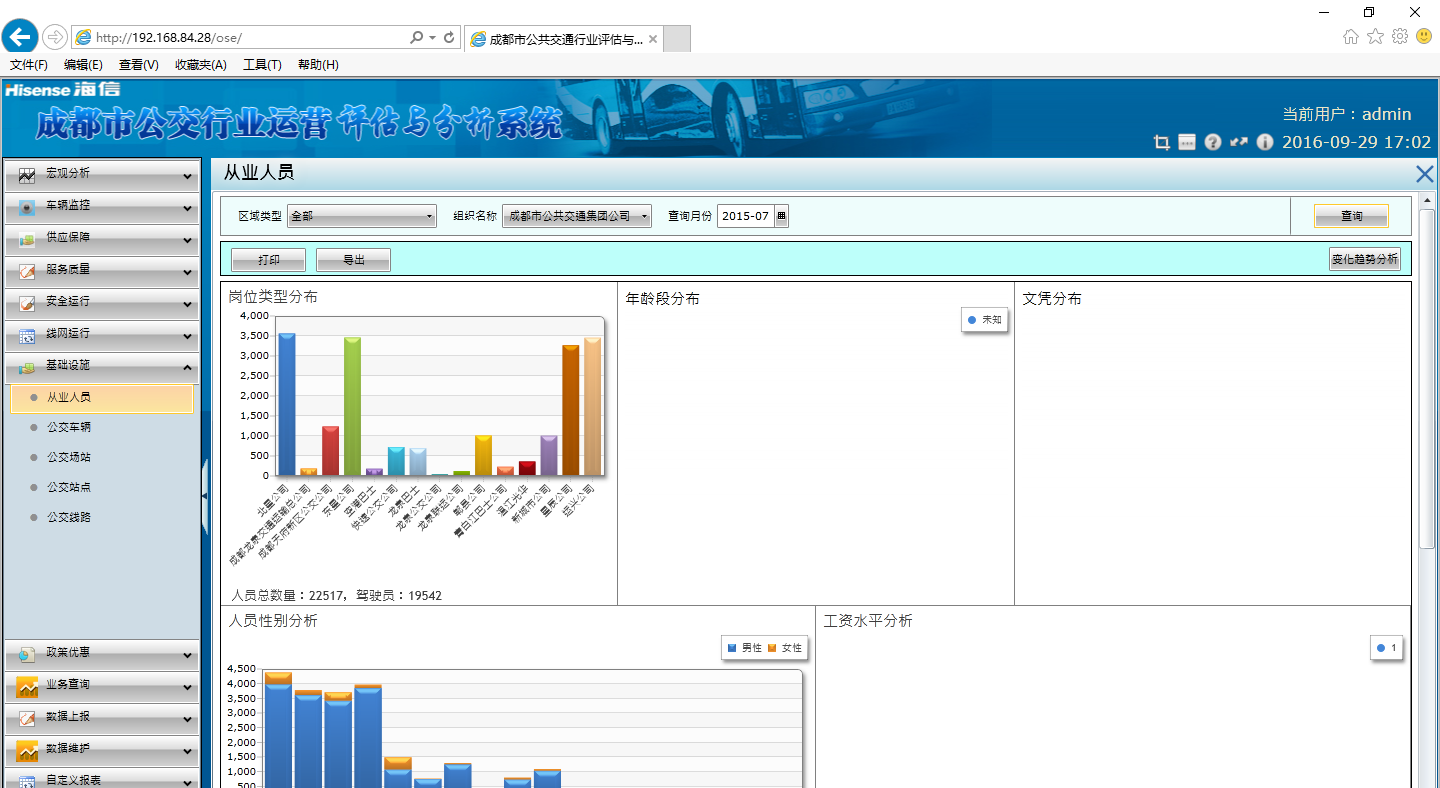 http://192.168.84.28/ose/
成都市公共交通行业评估与...
文件(F) 编辑(E) 查看(V) 收藏夹(A) 工具(T) 帮助(H)
Hisense 海信
成都市公交行业运营评估与分析系统
当前用户：admin
2016-09-29 17:02
宏观分析
车辆监控
供应保障
服务质量
安全运行
线网运行
基础设施
从业人员
公交车辆
公交场站
公交站点
公交线路
政策优惠
业务查询
数据上报
数据维护
自定义报表
从业人员
区域类型 全部 组织名称 成都市公共交通集团公司 查询月份 2015-07 查询
打印 导出 变化趋势分析
岗位类型分布
4,000
3,500
3,000
2,500
2,000
1,500
1,000
500
0
北星公司
成都龙泉交通运输总公司
成都天府新区公交公司
东星公司
空港巴士
快速公交公司
龙泉巴士
龙泉公交公司
龙泉联运公司
郫县公司
青白江巴士公司
温江光华
新城市公司
星辰公司
运兴公司
人员总数量：22517，驾驶员：19542
年龄段分布
未知
文凭分布
人员性别分析
男性 女性
4,500
4,000
3,500
3,000
2,500
2,000
1,500
1,000
500
工资水平分析
1